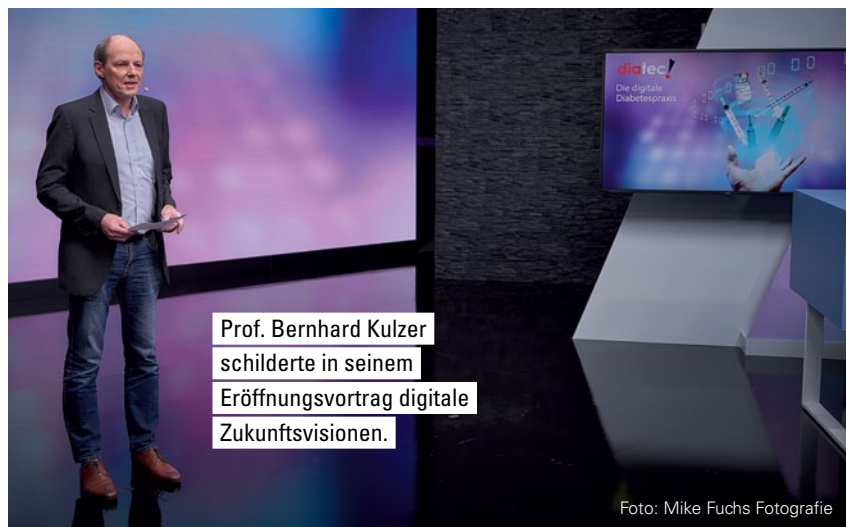 diatec!
Die digitale
Diabetespraxis
Prof. Bernhard Kulzer
schilderte in seinem
Eröffnungsvortrag digitale
Zukunftsvisionen.
Foto: Mike Fuchs Fotografie